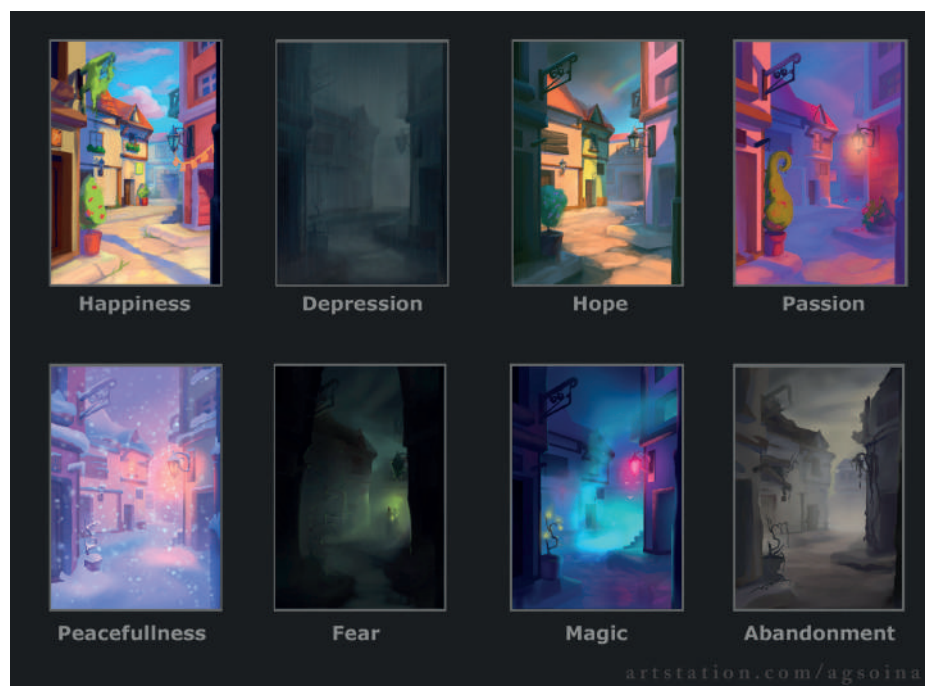 Happiness
Depression
Hope
Passion
Peacefullness
Fear
Magic
Abandonment
artstation.com/agsoina